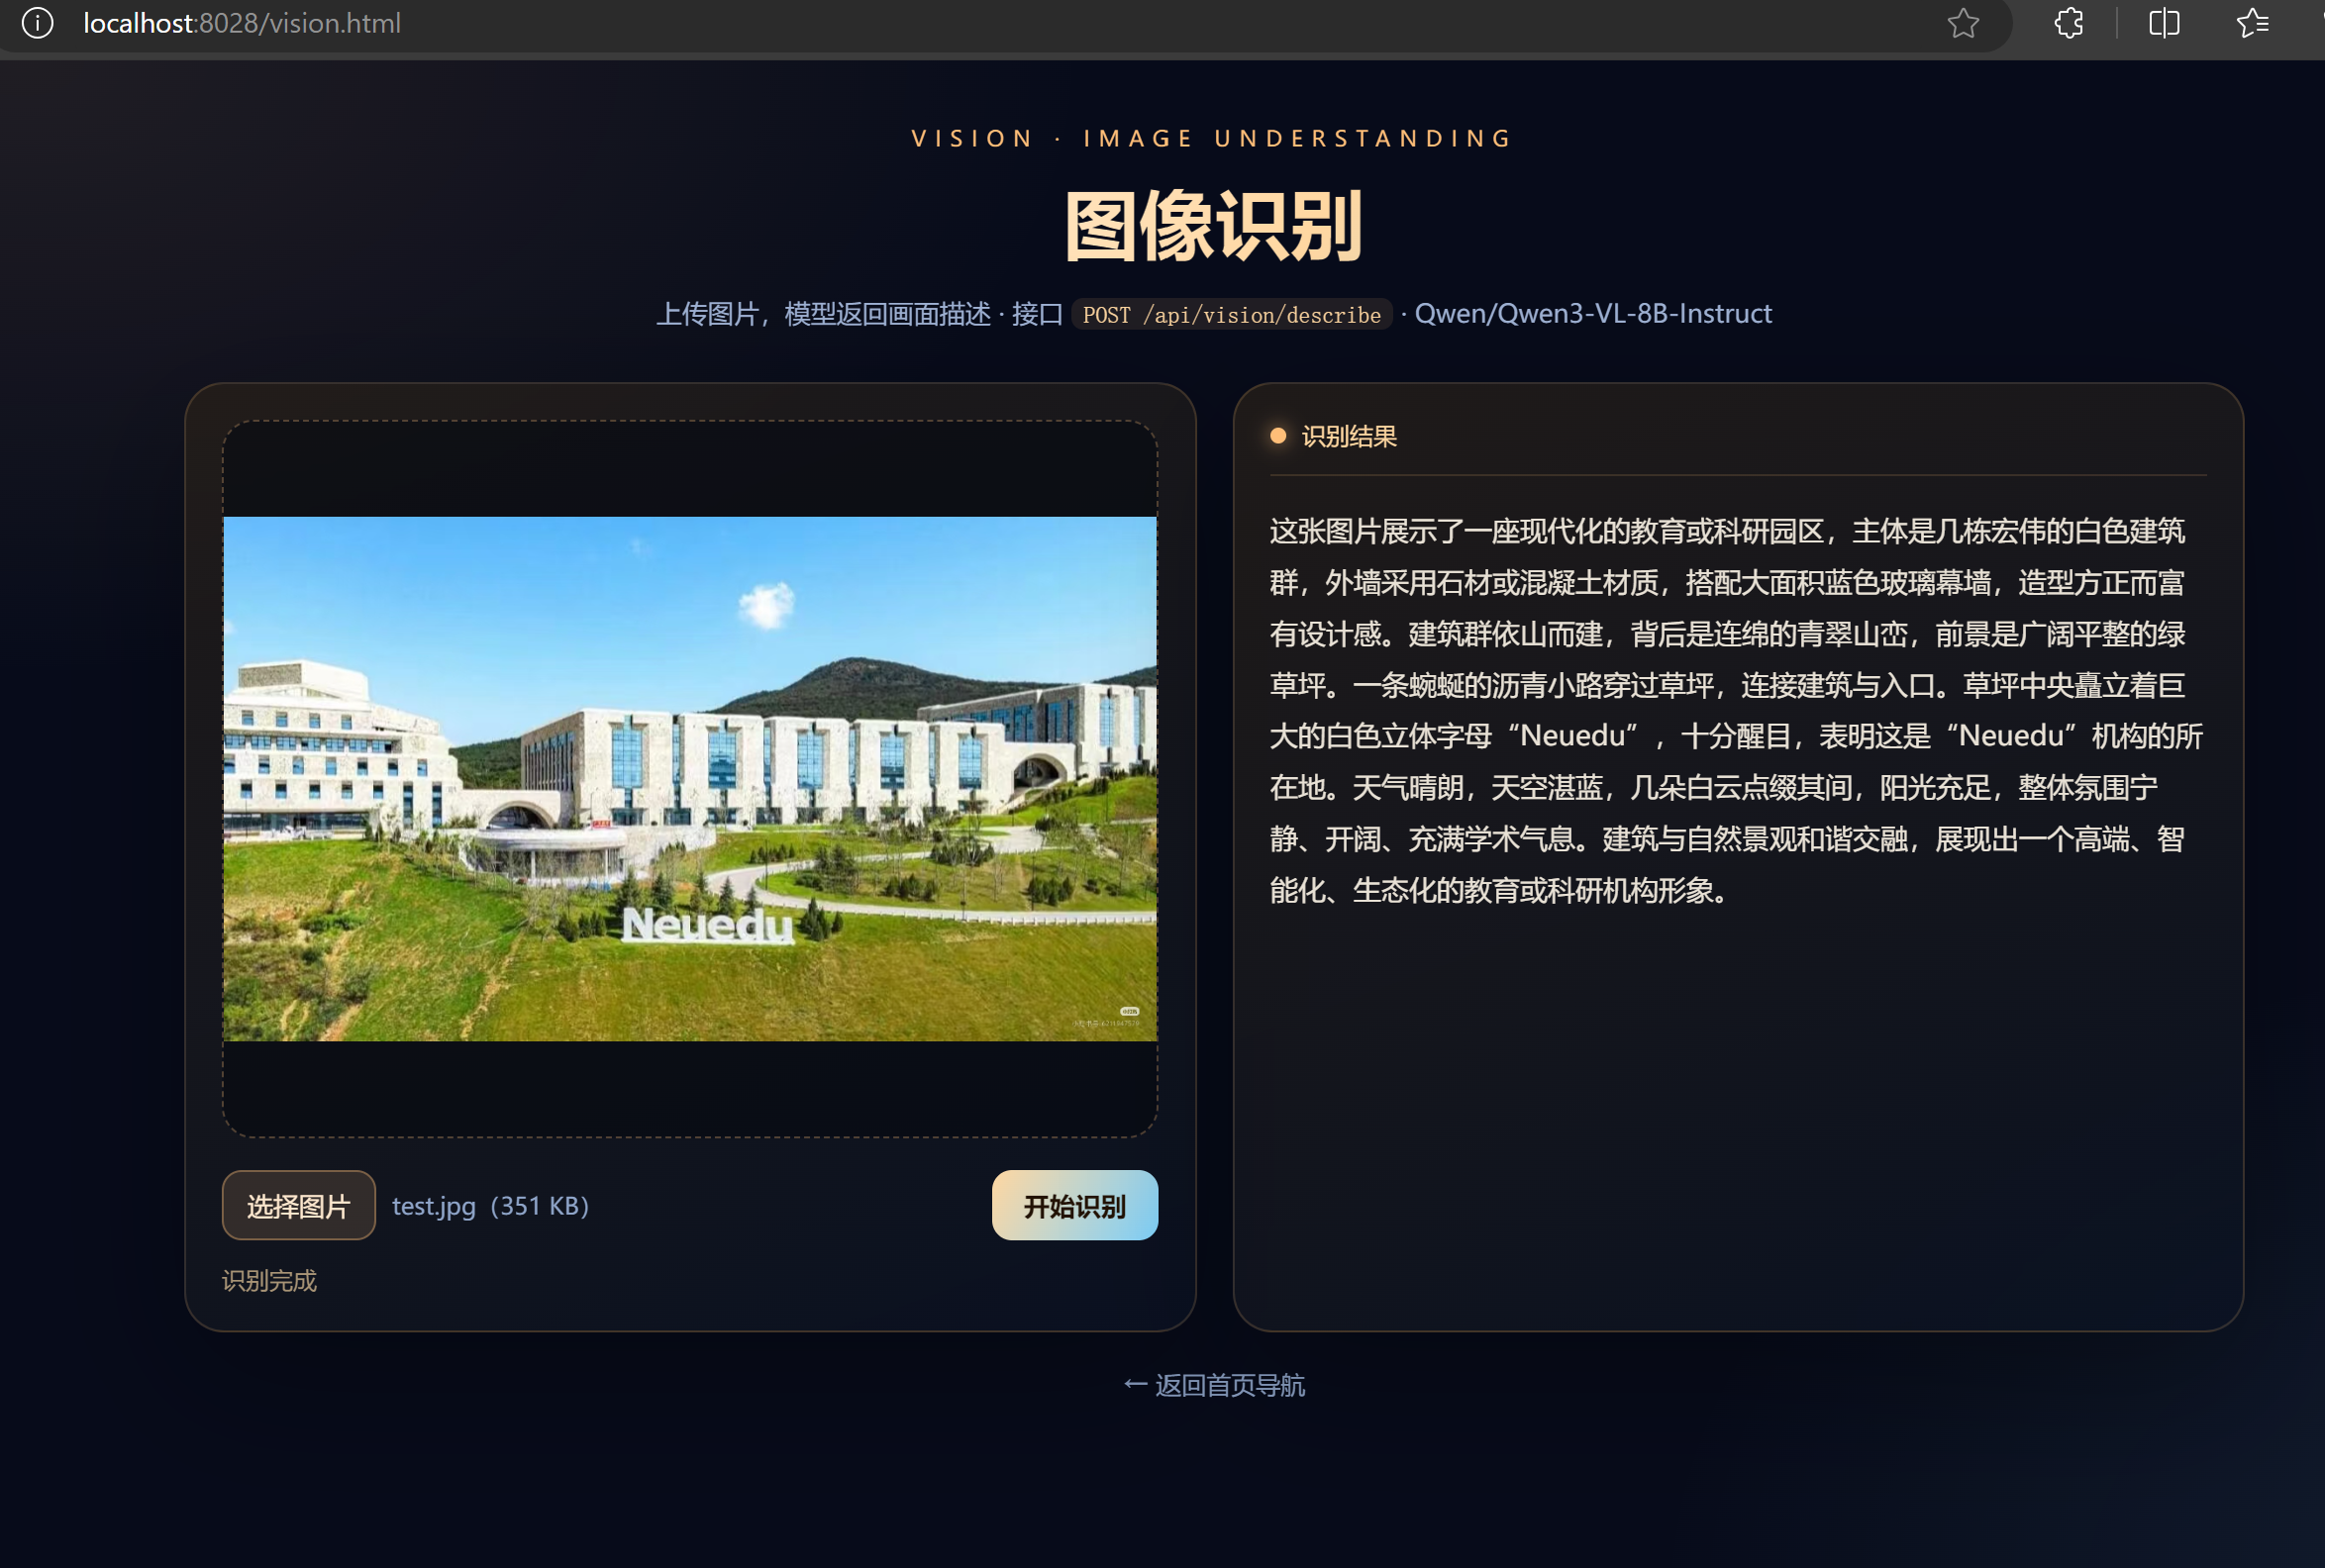 localhost:8028/vision.html
VISION · IMAGE UNDERSTANDING
图像识别
上传图片，模型返回画面描述 · 接口 POST /api/vision/describe · Qwen/Qwen3-VL-8B-Instruct
Neuedu
选择图片 test.jpg（351 KB） 开始识别
识别完成
识别结果
这张图片展示了一座现代化的教育或科研园区，主体是几栋宏伟的白色建筑
群，外墙采用石材或混凝土材质，搭配大面积蓝色玻璃幕墙，造型方正而富
有设计感。建筑群依山而建，背后是连绵的青翠山峦，前景是广阔平整的绿
草坪。一条蜿蜒的沥青小路穿过草坪，连接建筑与入口。草坪中央矗立着巨
大的白色立体字母“Neuedu”，十分醒目，表明这是“Neuedu”机构的所
在地。天气晴朗，天空湛蓝，几朵白云点缀其间，阳光充足，整体氛围宁
静、开阔、充满学术气息。建筑与自然景观和谐交融，展现出一个高端、智
能化、生态化的教育或科研机构形象。
← 返回首页导航